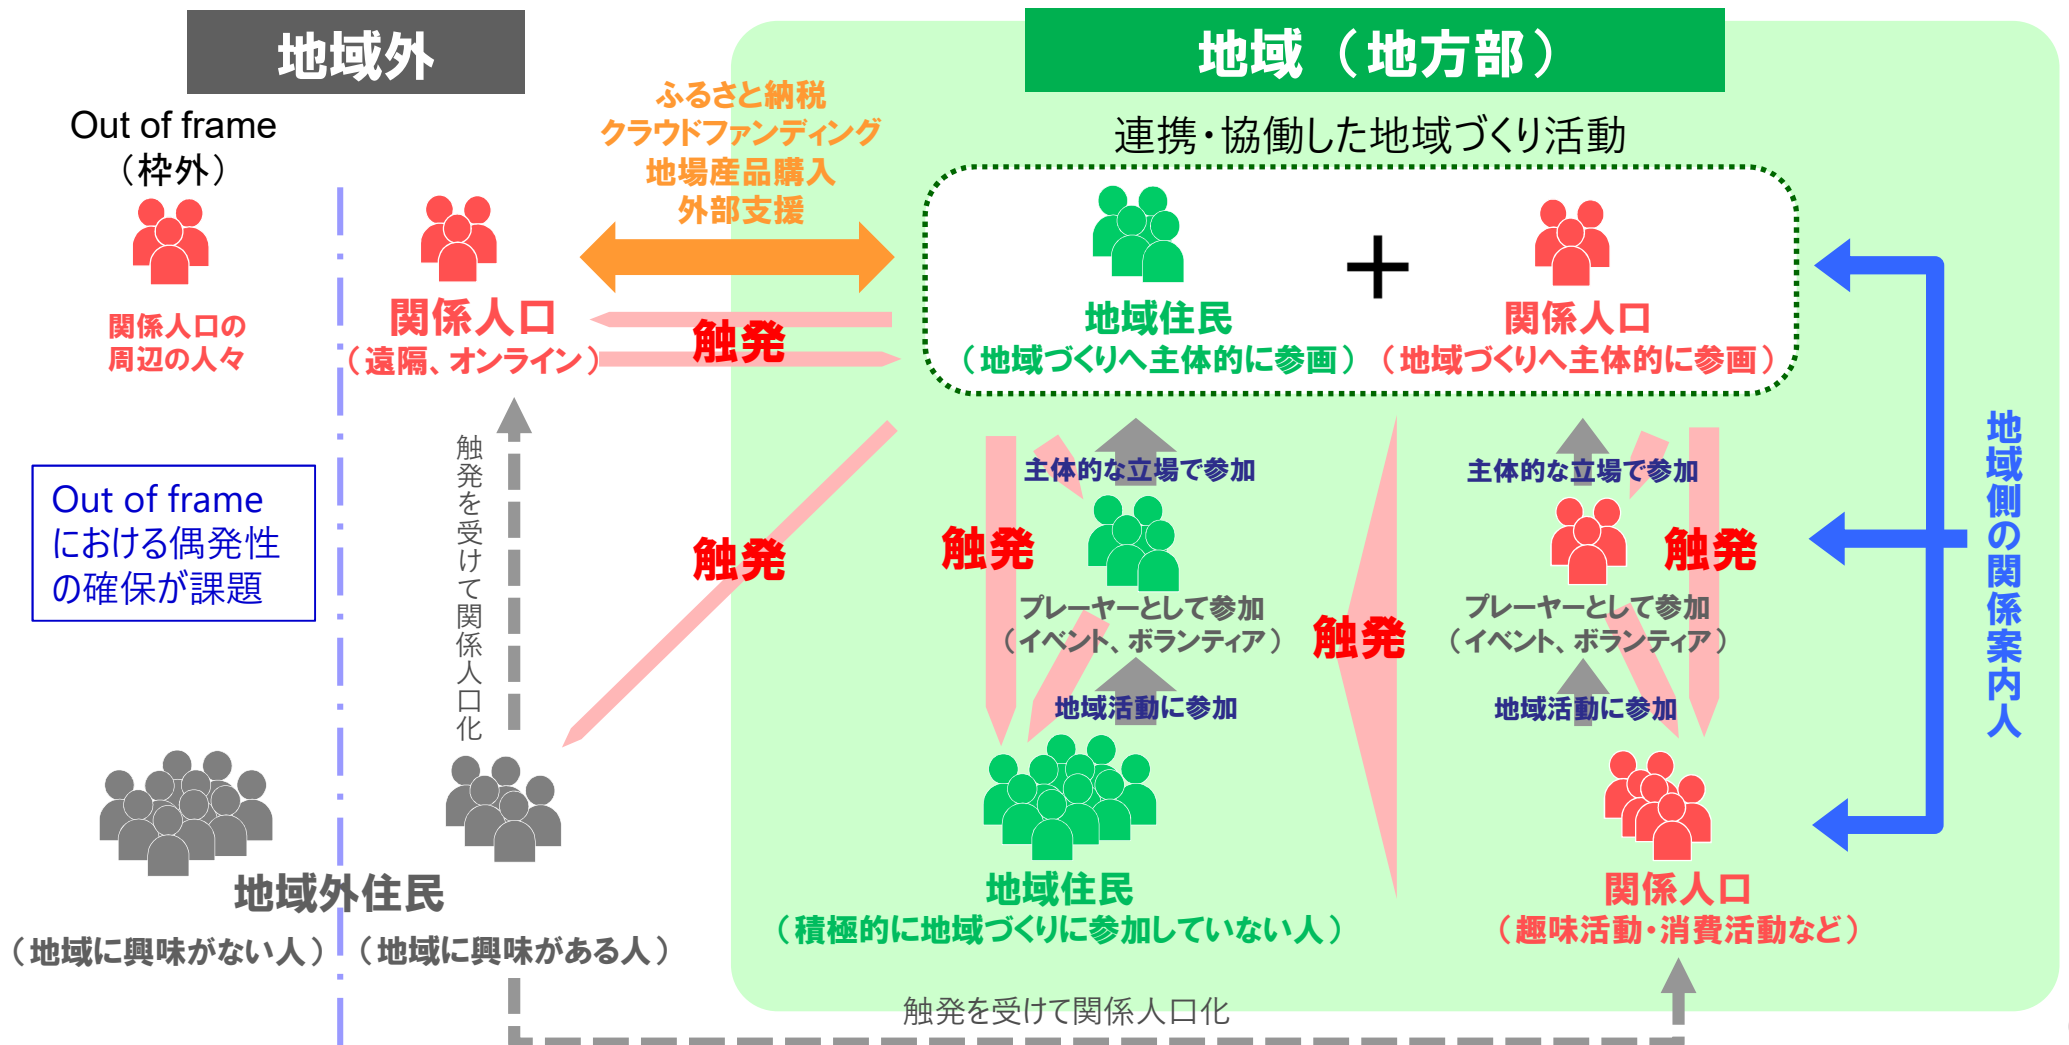 地域外
地域（地方部）
Out of frame
（枠外）
ふるさと納税
クラウドファンディング
地場産品購入
外部支援
連携・協働した地域づくり活動
関係人口の
周辺の人々
関係人口
（遠隔、オンライン）
触発
地域住民
（地域づくりへ主体的に参画）
関係人口
（地域づくりへ主体的に参画）
Out of frame
における偶発性
の確保が課題
触発を受けて関係人口化
触発
触発
主体的な立場で参加
プレーヤーとして参加
（イベント、ボランティア）
地域活動に参加
触発
主体的な立場で参加
触発
プレーヤーとして参加
（イベント、ボランティア）
地域活動に参加
地域側の関係案内人
地域外住民
（地域に興味がない人）
（地域に興味がある人）
地域住民
（積極的に地域づくりに参加していない人）
関係人口
（趣味活動・消費活動など）
触発を受けて関係人口化